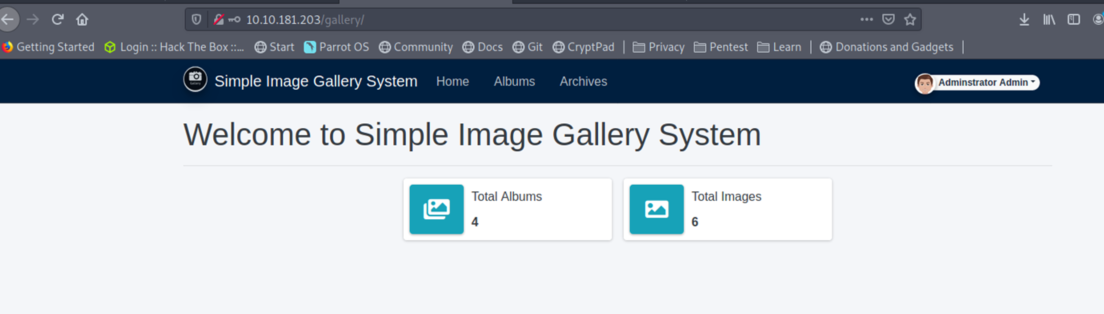 10.10.181.203/gallery/
Getting Started Login :: Hack The Box ::... Start Parrot OS Community Docs Git CryptPad Privacy Pentest Learn Donations and Gadgets
Simple Image Gallery System Home Albums Archives Adminstrator Admin
Welcome to Simple Image Gallery System
Total Albums Total Images
4 6